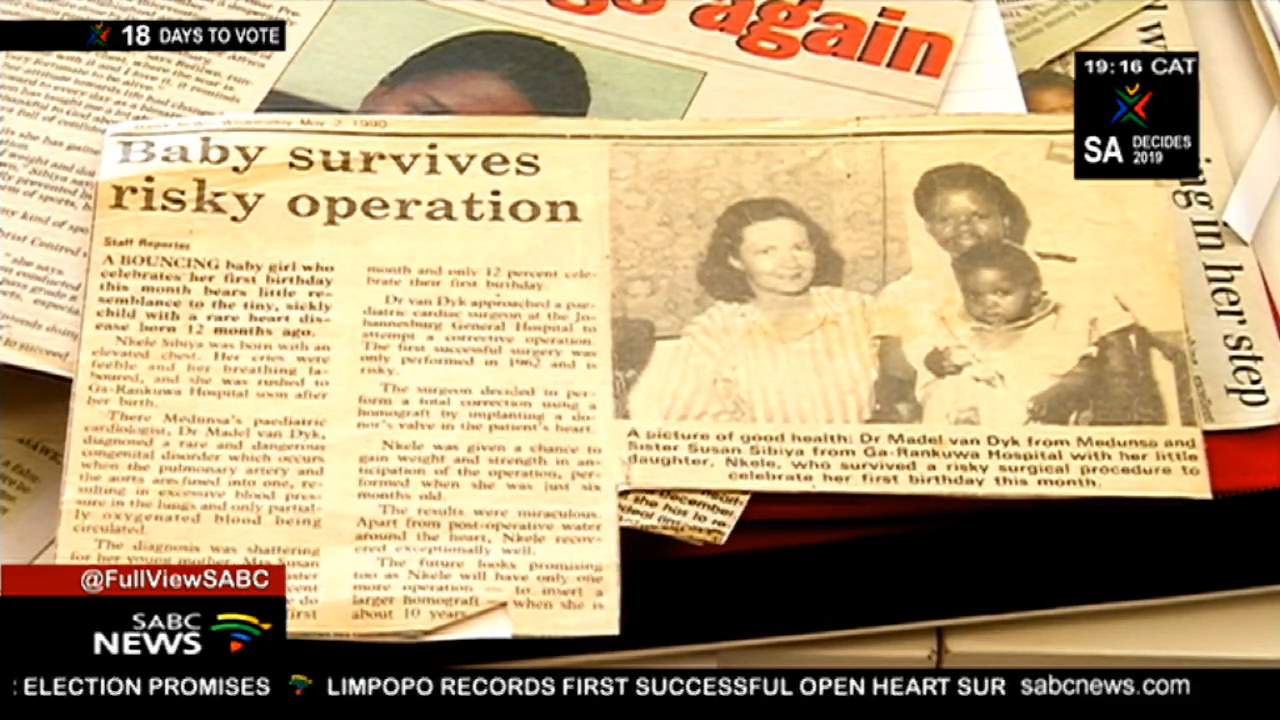 18 DAYS TO VOTE
19:16 CAT
SA DECIDES
2019
go again
ing in her step
Wednesday May 2 1990
Baby survives
risky operation
Staff Reporter
A BOUNCING baby girl who
celebrates her first birthday
this month bears little re-
semblance to the tiny, sickly
child with a rare heart dis-
ease born 12 months ago.
Nkele Sibiya was born with an
elevated chest. Her cries were
feeble and her breathing la-
boured, and she was rushed to
Ga-Rankuwa Hospital soon after
her birth.
There Medunsa's paediatric
cardiologist, Dr Madel van Dyk,
diagnosed a rare and dangerous
congenital disorder which occurs
when the pulmonary artery and
the aorta are fused into one, re-
sulting in excessive blood pres-
sure in the lungs and only partial-
ly oxygenated blood being
circulated.
The diagnosis was shattering
for her young mother, Mrs Susan
month and only 12 percent cele-
brate their first birthday.
Dr van Dyk approached a pae-
diatric cardiac surgeon at the Jo-
hannesburg General Hospital to
attempt a corrective operation.
The first successful surgery was
only performed in 1962 and is
risky.
The surgeon decided to per-
form a total correction using a
homograft by implanting a do-
nor's valve in the patient's heart.
Nkele was given a chance to
gain weight and strength in an-
ticipation of the operation, per-
formed when she was just six
months old.
The results were miraculous.
Apart from post-operative water
around the heart, Nkele recov-
ered exceptionally well.
The future looks promising
too as Nkele will have only one
more operation — to insert a
larger homograft — when she is
about 10 years
A picture of good health: Dr Madel van Dyk from Medunsa and
Sister Susan Sibiya from Ga-Rankuwa Hospital with her little
daughter, Nkele, who survived a risky surgical procedure to
celebrate her first birthday this month.
december
she has to re-
@FullViewSABC
SABC
NEWS
: ELECTION PROMISES LIMPOPO RECORDS FIRST SUCCESSFUL OPEN HEART SUR sabcnews.com